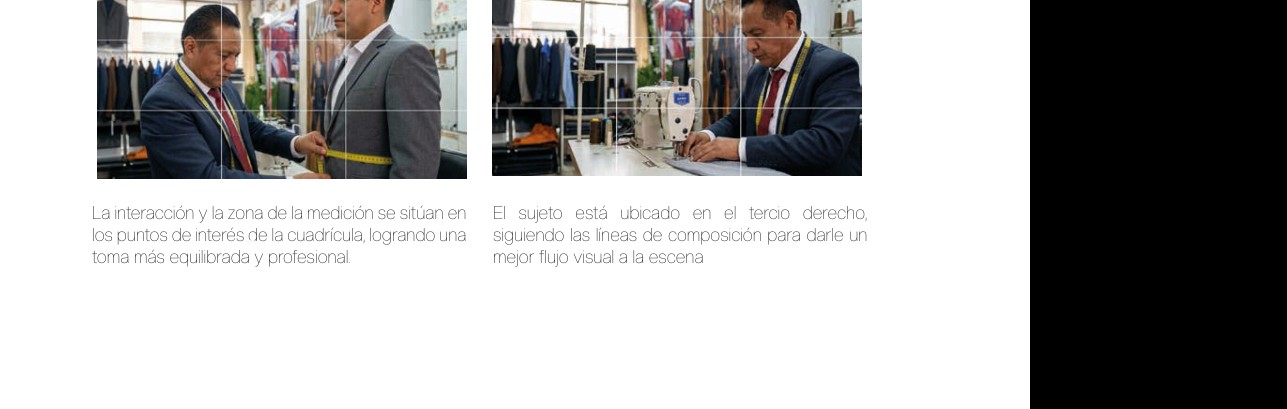 La interacción y la zona de la medición se sitúan en
los puntos de interés de la cuadrícula, logrando una
toma más equilibrada y profesional.
El sujeto está ubicado en el tercio derecho,
siguiendo las líneas de composición para darle un
mejor flujo visual a la escena